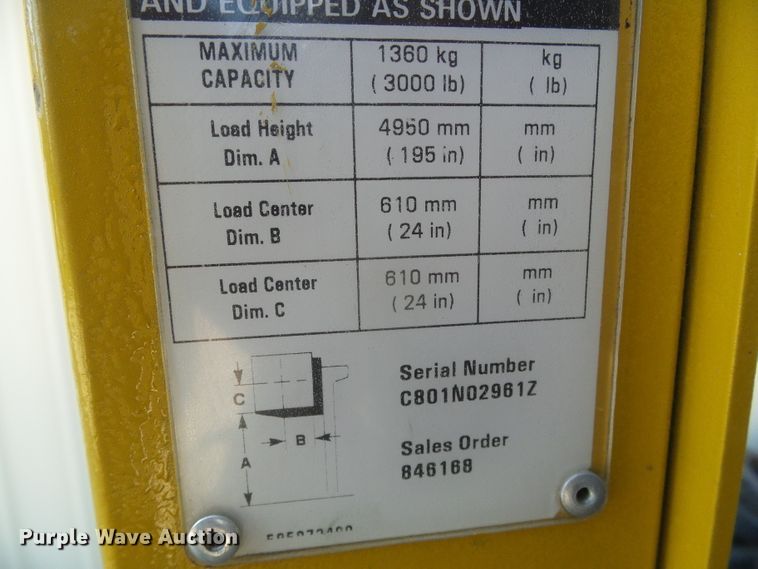 AND EQUIPPED AS SHOWN
MAXIMUM CAPACITY 1360 kg (3000 lb) kg ( lb)
Load Height Dim. A 4950 mm (195 in) mm ( in)
Load Center Dim. B 610 mm (24 in) mm ( in)
Load Center Dim. C 610 mm (24 in) mm ( in)
C
B
A
Serial Number
C801N02961Z
Sales Order
846168
Purple Wave Auction